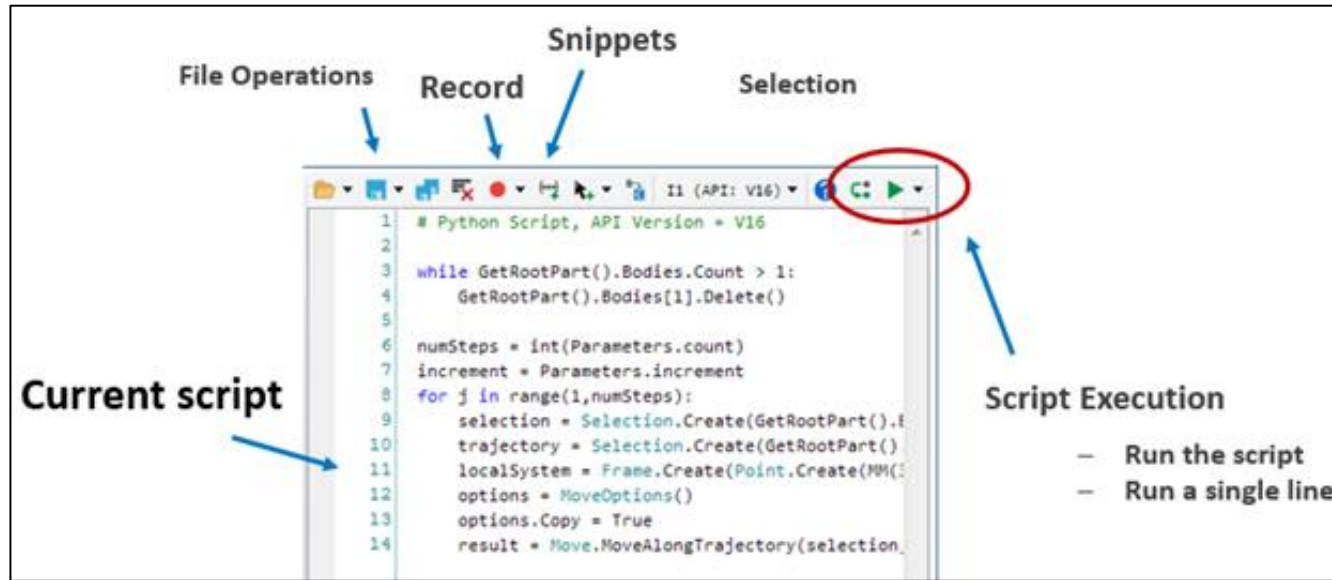 Snippets
File Operations
Record
Selection
I1 (API: V16)
1 # Python Script, API Version = V16
2
3 while GetRootPart().Bodies.Count > 1:
4 GetRootPart().Bodies[1].Delete()
5
6 numSteps = int(Parameters.count)
7 increment = Parameters.increment
8 for j in range(1,numSteps):
9 selection = Selection.Create(GetRootPart().
10 trajectory = Selection.Create(GetRootPart().
11 localSystem = Frame.Create(Point.Create(MM(
12 options = MoveOptions()
13 options.Copy = True
14 result = Move.MoveAlongTrajectory(selection
Current script
Script Execution
– Run the script
– Run a single line